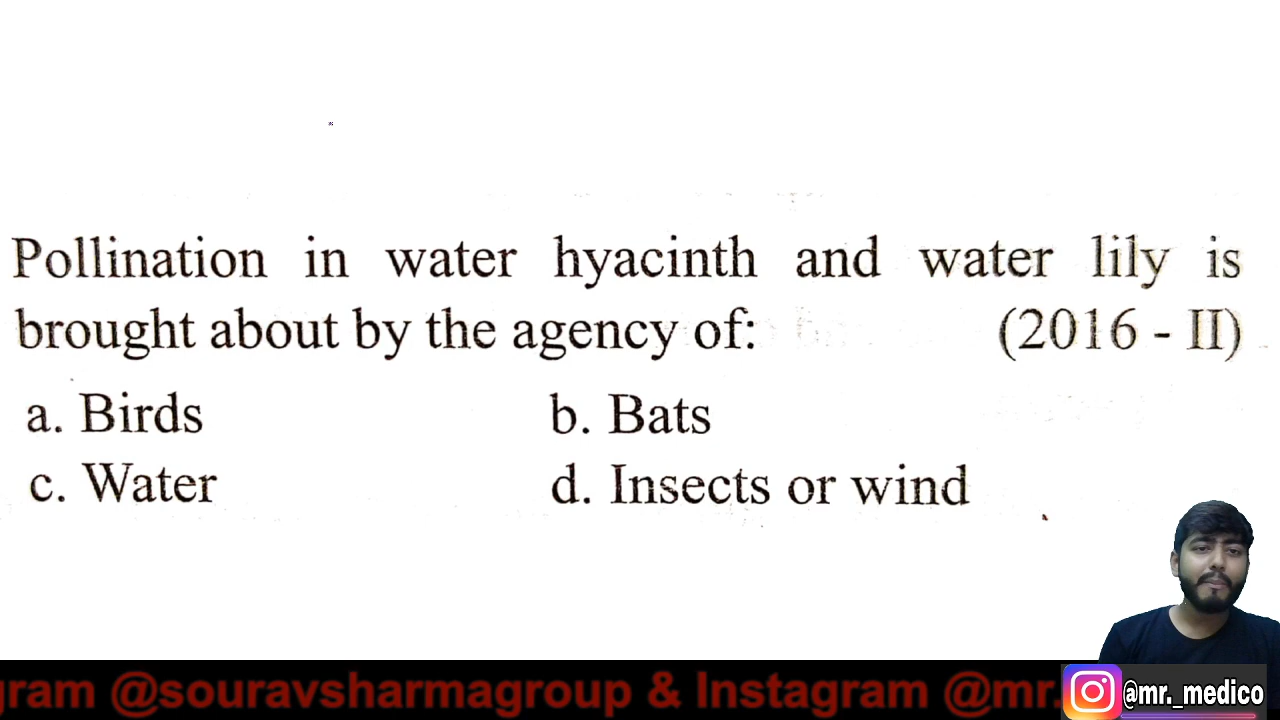 Pollination in water hyacinth and water lily is
brought about by the agency of: (2016 - II)
a. Birds b. Bats
c. Water d. Insects or wind
gram @souravsharmagroup & Instagram @mr.
@mr._medico